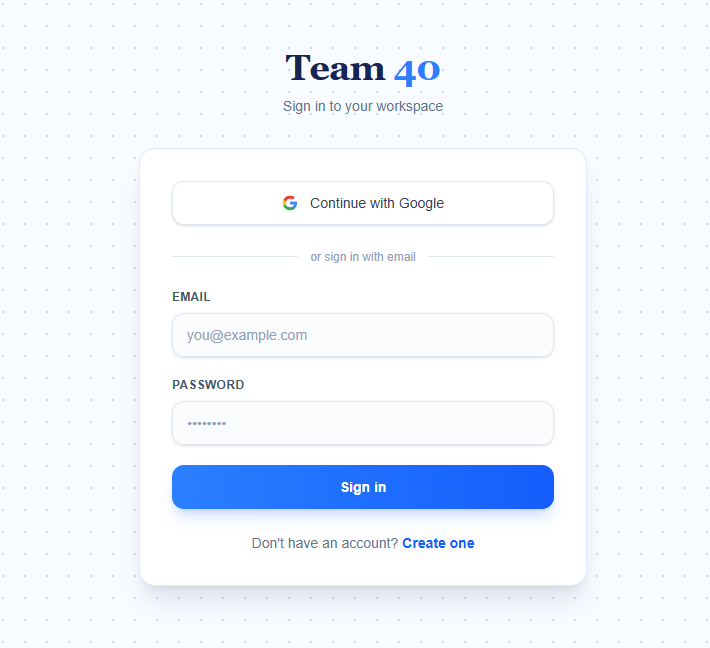 Team 40
Sign in to your workspace
Continue with Google
or sign in with email
EMAIL
you@example.com
PASSWORD
••••••••
Sign in
Don't have an account? Create one